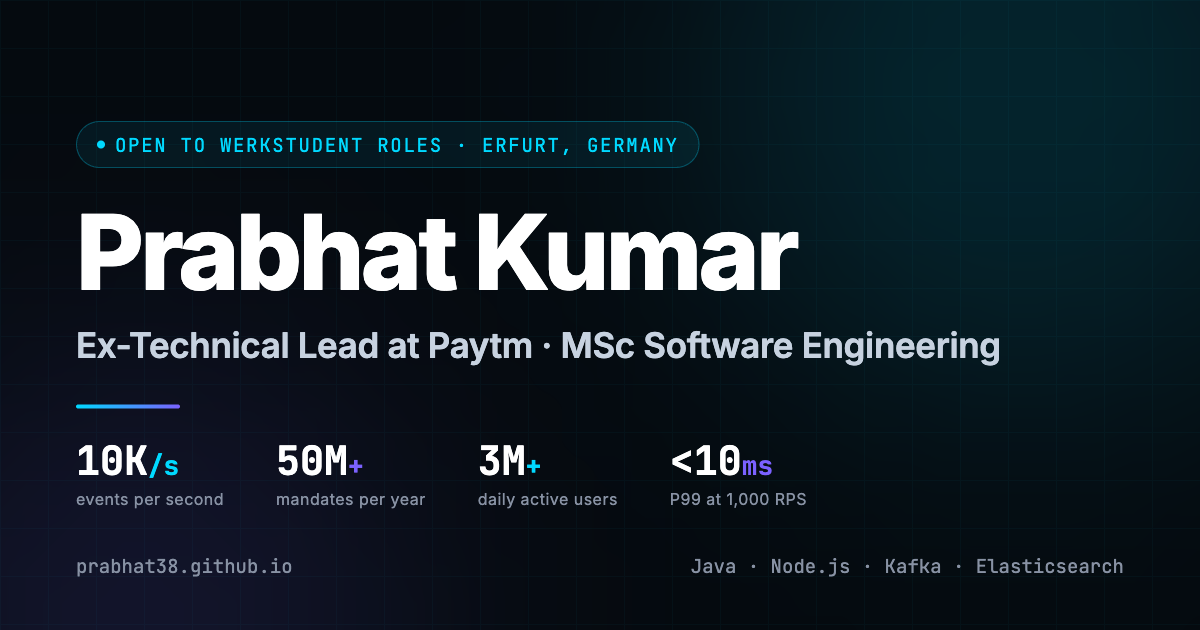 OPEN TO WERKSTUDENT ROLES · ERFURT, GERMANY
Prabhat Kumar
Ex-Technical Lead at Paytm · MSc Software Engineering
10K/s 50M+ 3M+ <10ms
events per second mandates per year daily active users P99 at 1,000 RPS
prabhat38.github.io Java · Node.js · Kafka · Elasticsearch